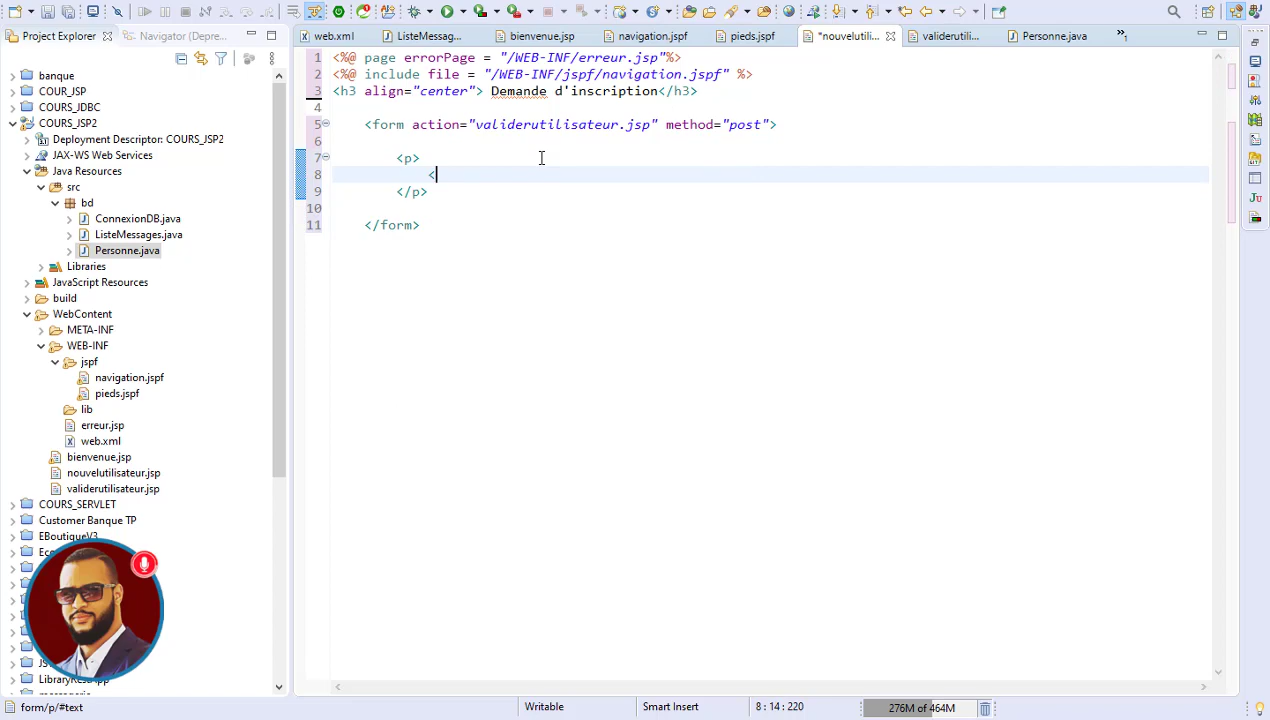 Project Explorer
Navigator (Depre...
web.xml
ListeMessag...
bienvenue.jsp
navigation.jspf
pieds.jspf
*nouvelutili...
validerutili...
Personne.java
»1
banque
COUR_JSP
COURS_JDBC
COURS_JSP2
Deployment Descriptor: COURS_JSP2
JAX-WS Web Services
Java Resources
src
bd
ConnexionDB.java
ListeMessages.java
Personne.java
Libraries
JavaScript Resources
build
WebContent
META-INF
WEB-INF
jspf
navigation.jspf
pieds.jspf
lib
erreur.jsp
web.xml
bienvenue.jsp
nouvelutilisateur.jsp
validerutilisateur.jsp
COURS_SERVLET
Customer Banque TP
EBoutiqueV3
1 <%@ page errorPage = "/WEB-INF/erreur.jsp"%>
2 <%@ include file = "/WEB-INF/jspf/navigation.jspf" %>
3 <h3 align="center"> Demande d'inscription</h3>
4
5 <form action="validerutilisateur.jsp" method="post">
6
7 <p>
8 <
9 </p>
10
11 </form>
form/p/#text
Writable
Smart Insert
8 : 14 : 220
276M of 464M